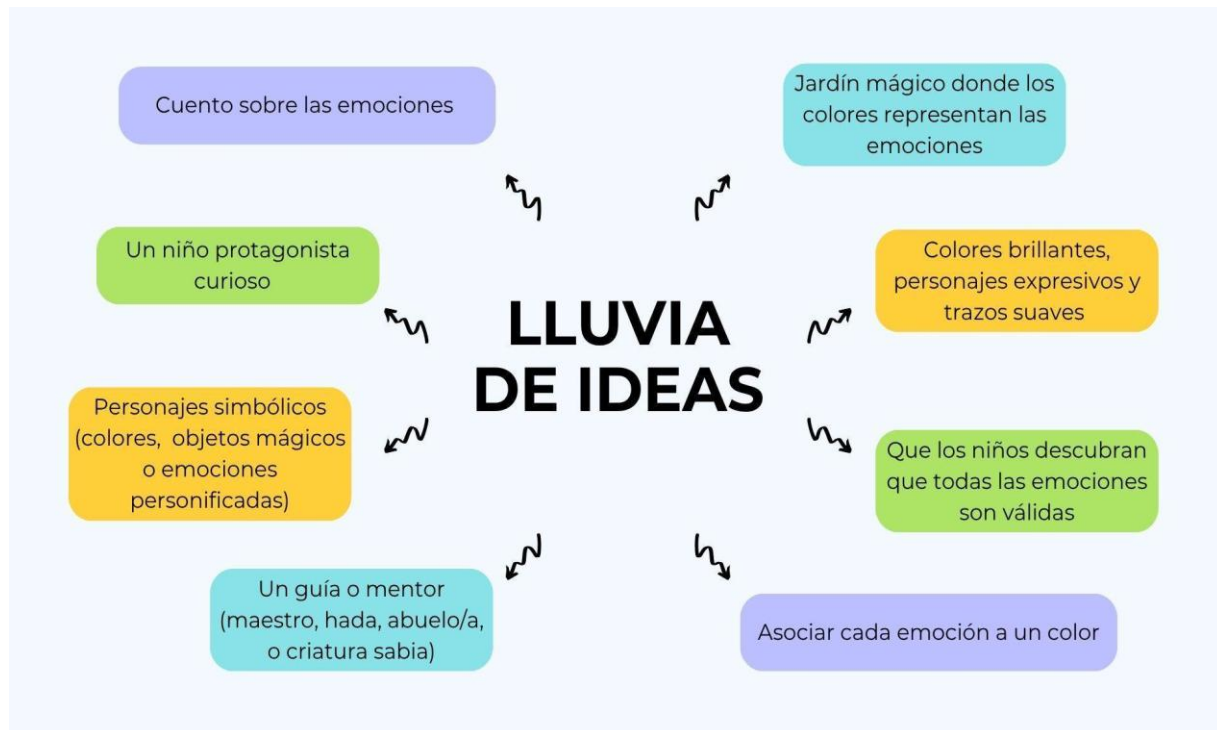 Cuento sobre las emociones
Jardín mágico donde los
colores representan las
emociones
Un niño protagonista
curioso
Colores brillantes,
personajes expresivos y
trazos suaves
LLUVIA
DE IDEAS
Personajes simbólicos
(colores, objetos mágicos
o emociones
personificadas)
Que los niños descubran
que todas las emociones
son válidas
Un guía o mentor
(maestro, hada, abuelo/a,
o criatura sabia)
Asociar cada emoción a un color